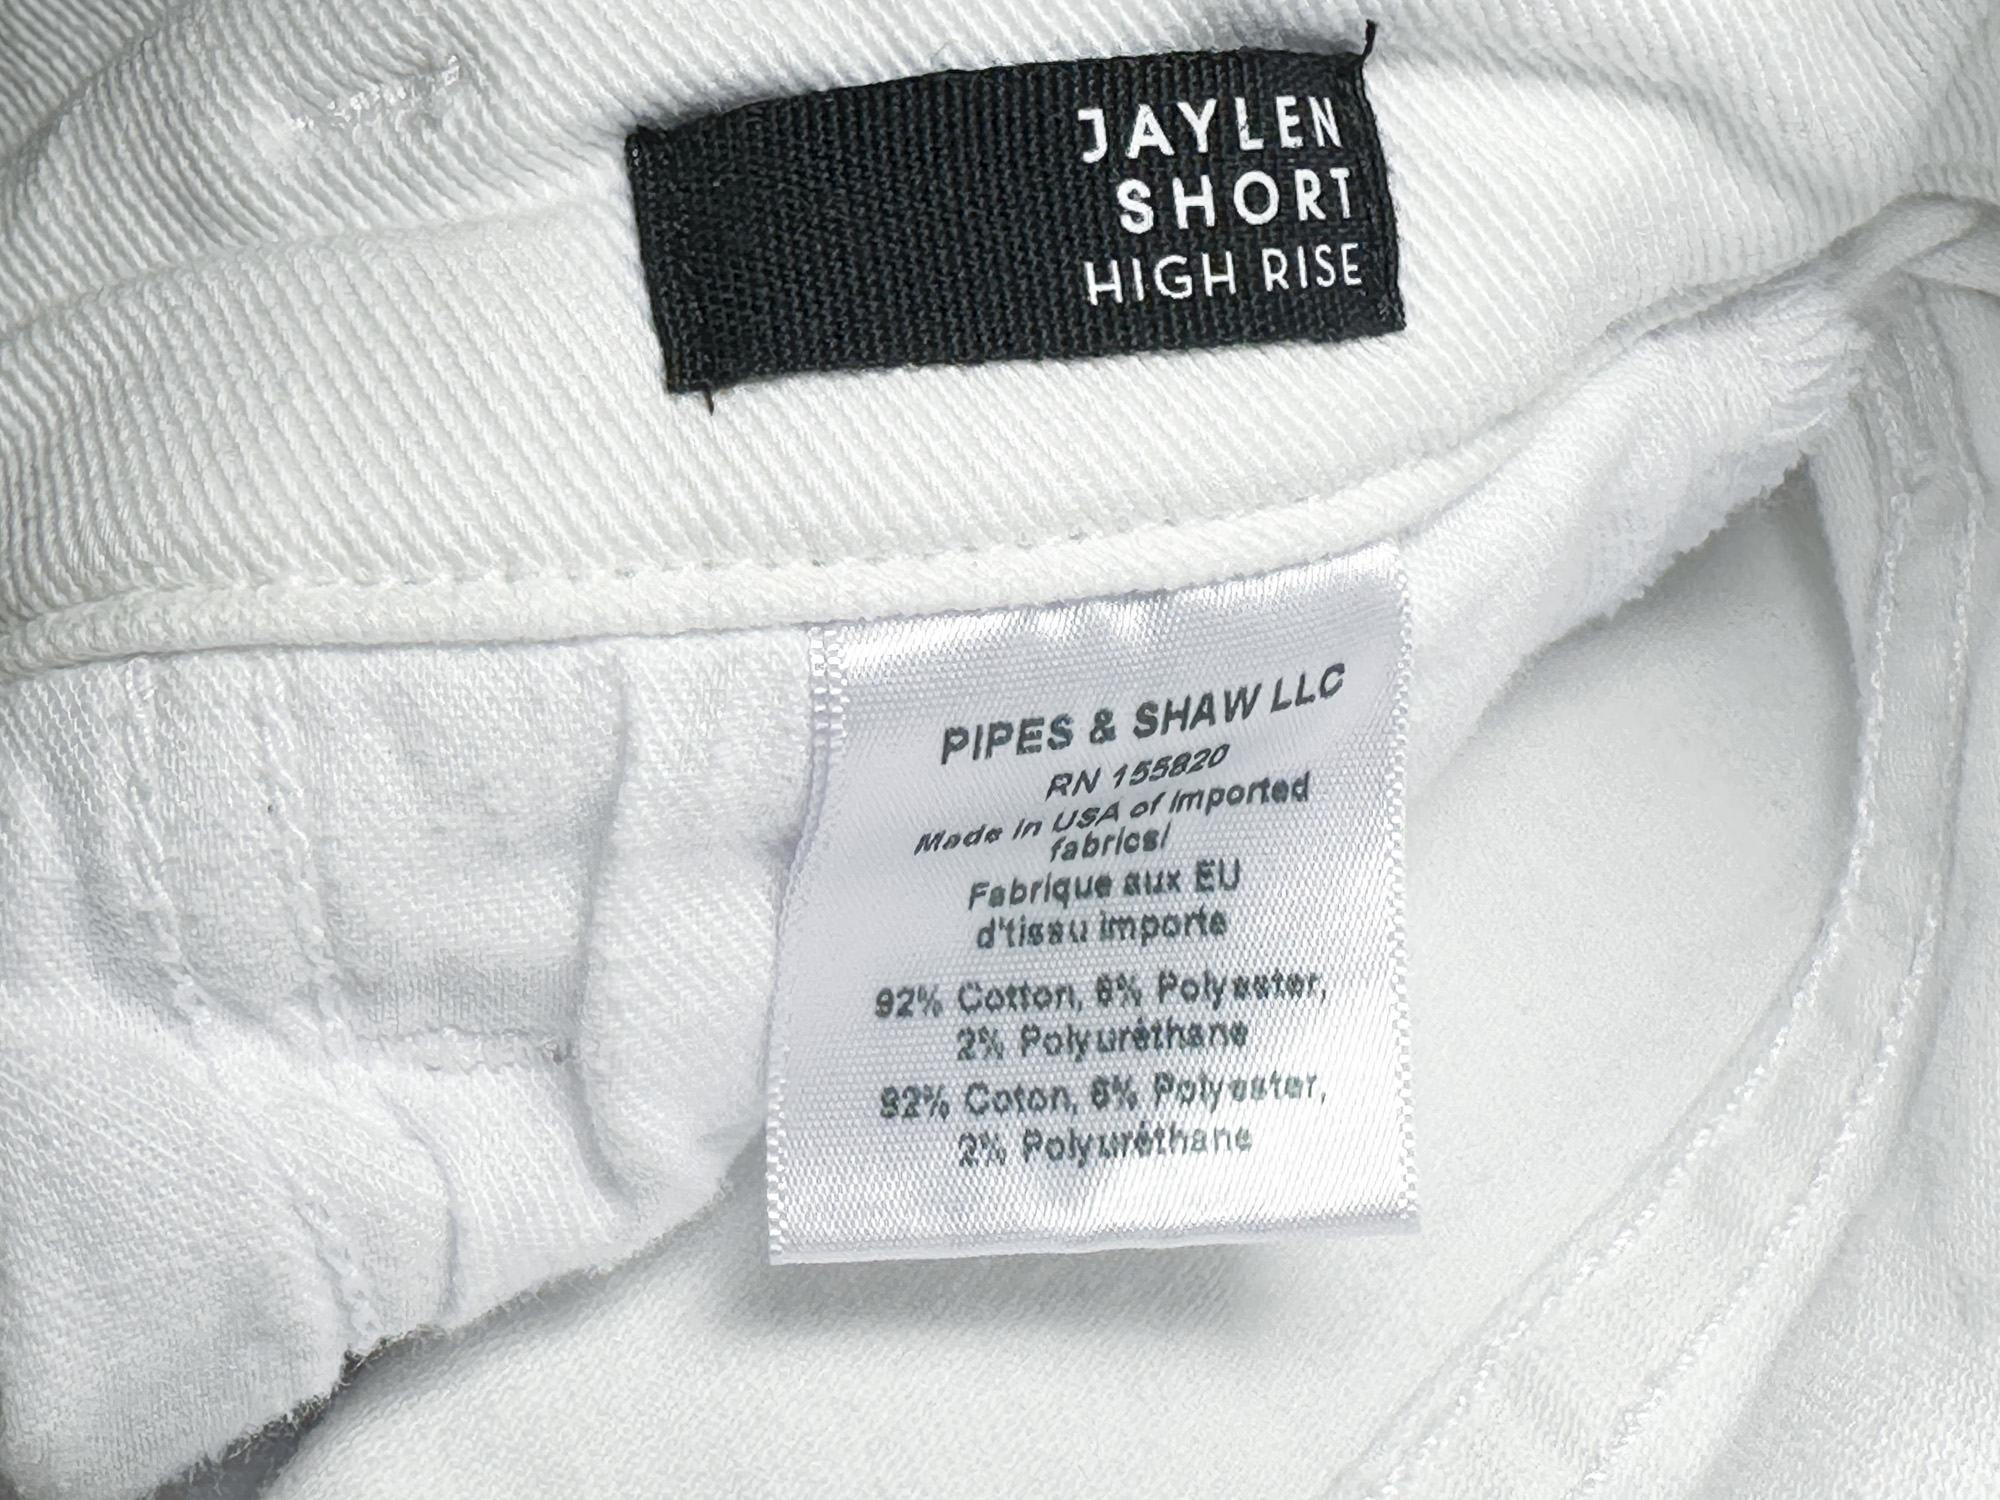 JAYLEN
SHORT
HIGH RISE
PIPES & SHAW LLC
RN 155820
Made in USA of imported
fabrics/
Fabrique aux EU
d'tissu importe
92% Cotton, 6% Polyester,
2% Polyuréthane
92% Coton, 6% Polyester,
2% Polyuréthane